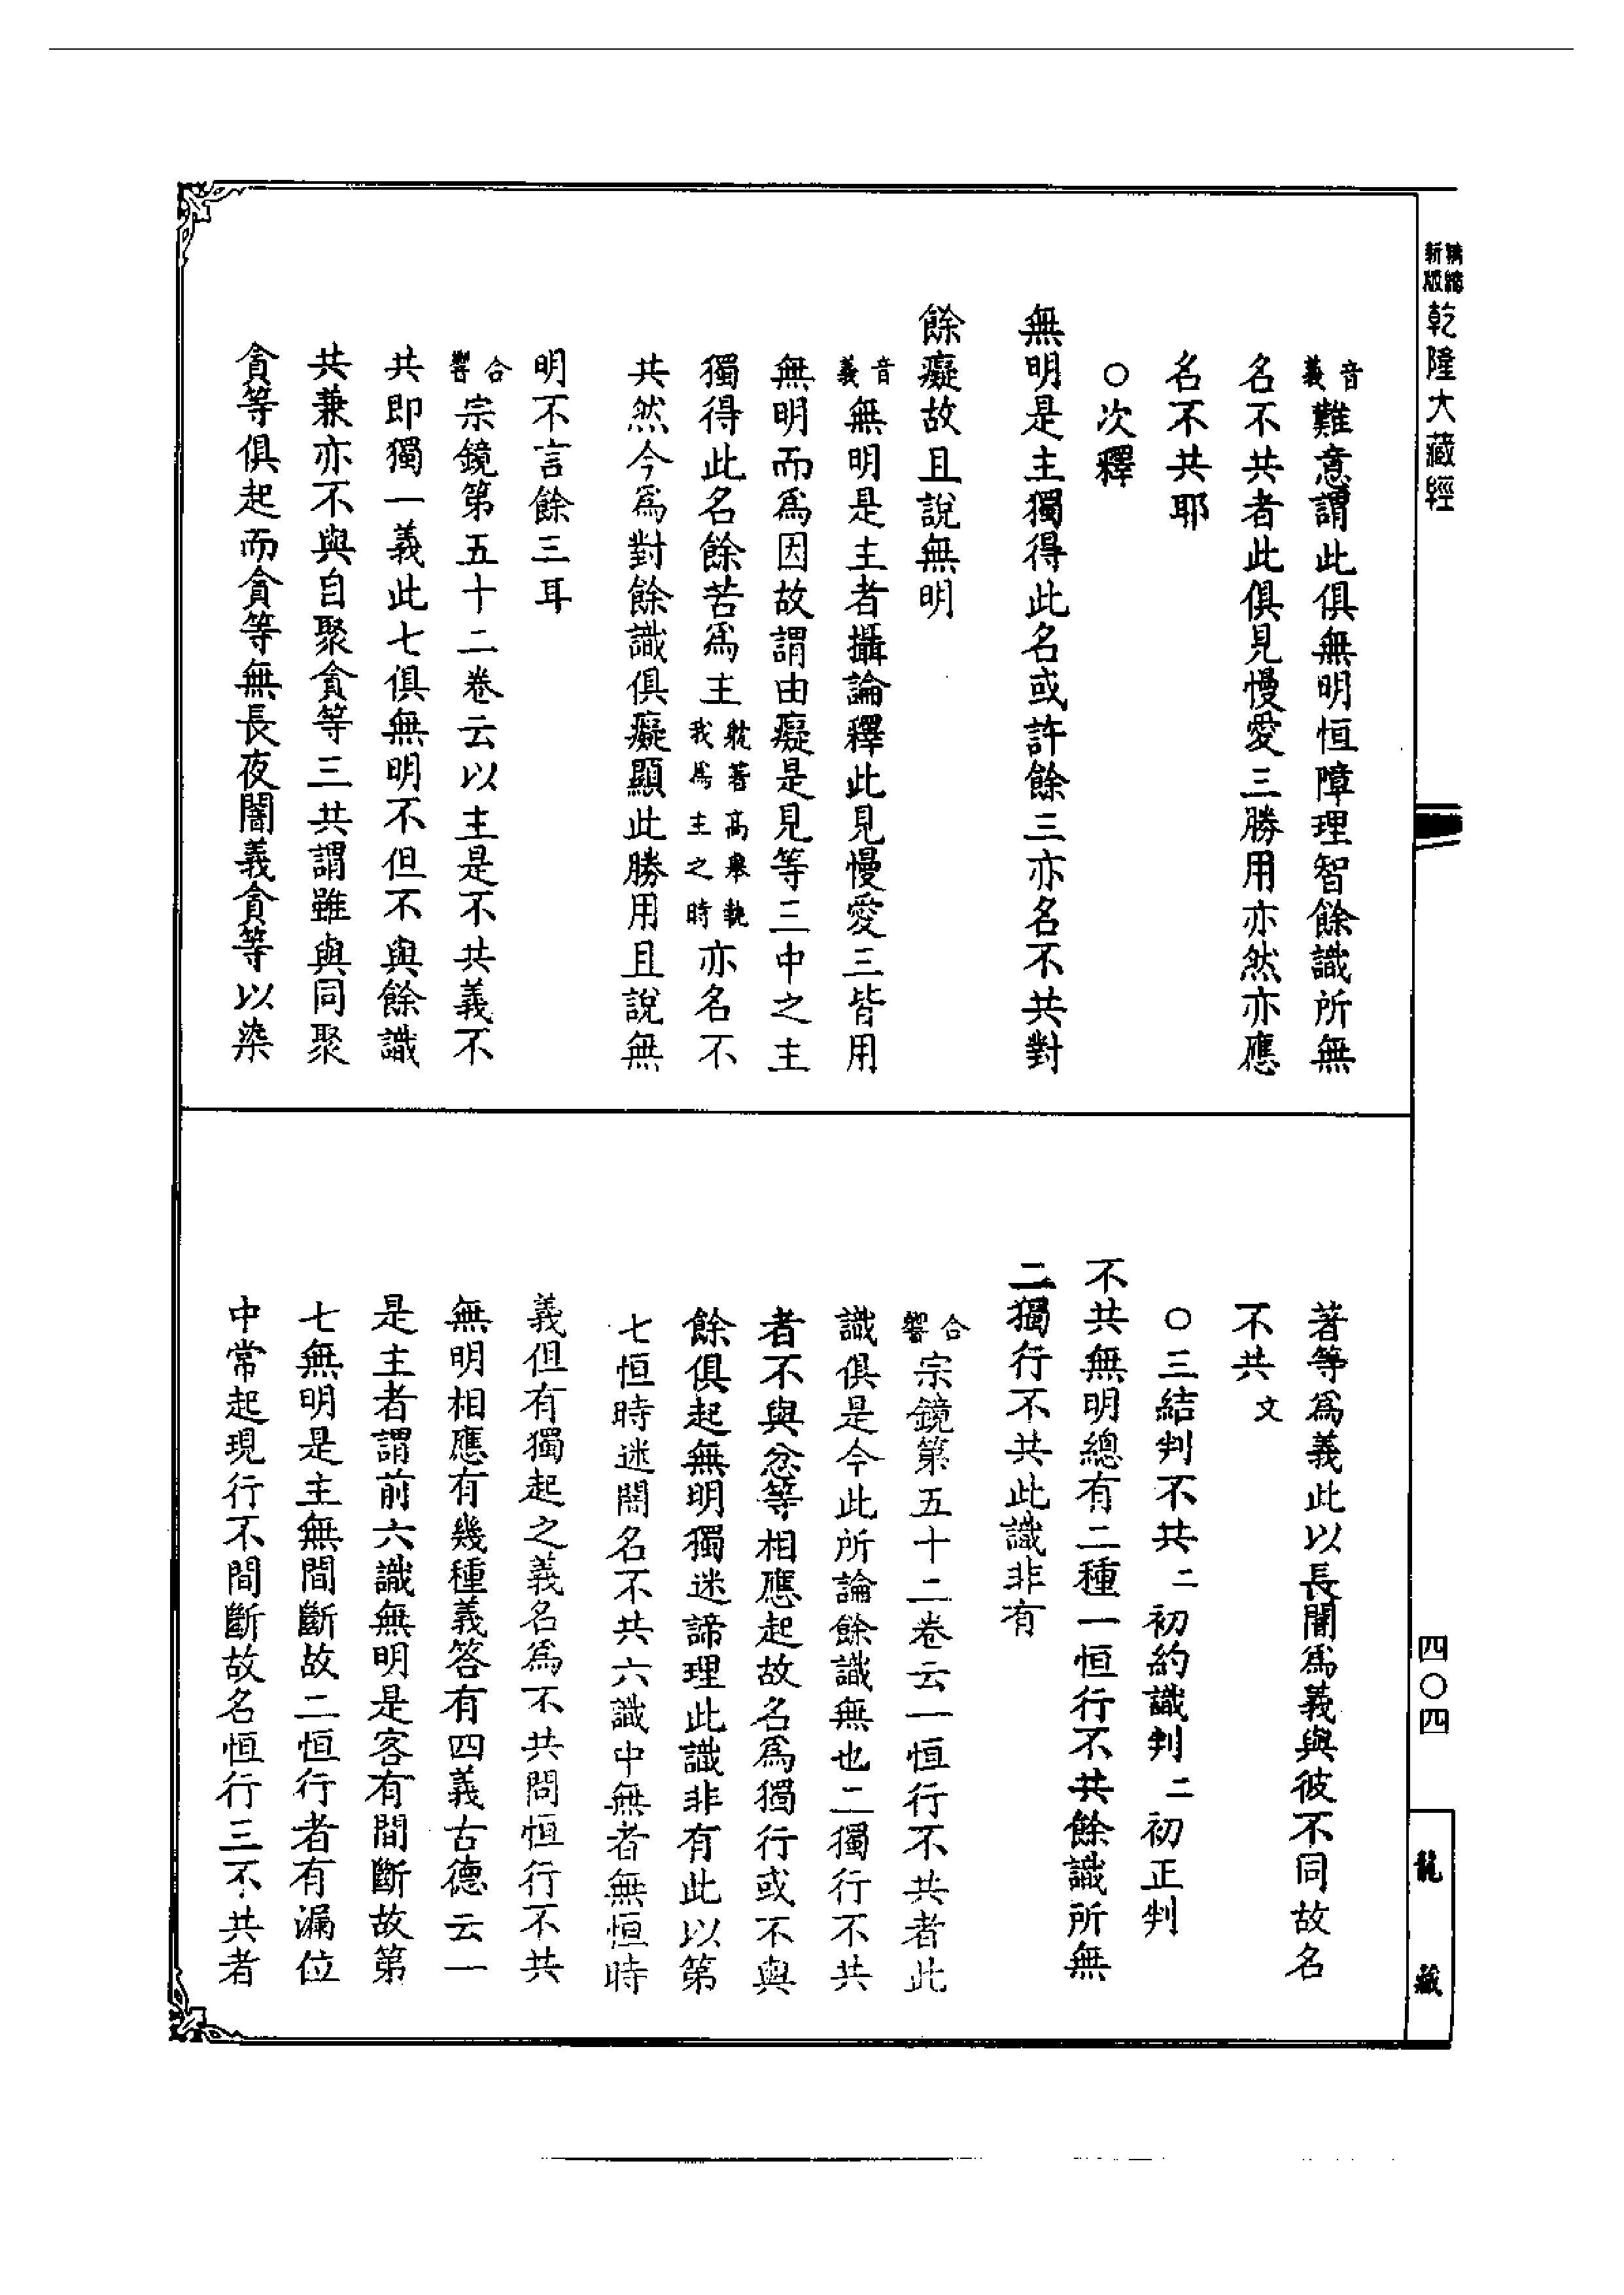 精縮新版乾隆大藏經
音義難意謂此俱無明恒障理智餘識所無
名不共者此俱見慢愛三勝用亦然亦應
名不共耶
○次釋
無明是主獨得此名或許餘三亦名不共對
餘癡故且說無明
音義無明是主者攝論釋此見慢愛三皆用
無明而為因故謂由癡是見等三中之主
獨得此名餘苦為主躭著高舉執我為主之時亦名不
共然今為對餘識俱癡顯此勝用且說無
明不言餘三耳
合響宗鏡第五十二卷云以主是不共義不
共即獨一義此七俱無明不但不與餘識
共兼亦不與自聚貪等三共謂雖與同聚
貪等俱起而貪等無長夜闇義貪等以染
著等為義此以長闇為義與彼不同故名
不共文
○三結判不共二初約識判二初正判
不共無明總有二種一恒行不共餘識所無
二獨行不共此識非有
合響宗鏡第五十二卷云一恒行不共者此
識俱是今此所論餘識無也二獨行不共
者不與忿等相應起故名為獨行或不與
餘俱起無明獨迷諦理此識非有此以第
七恒時迷闇名不共六識中無者無恒時
義但有獨起之義名為不共問恒行不共
無明相應有幾種義答有四義古德云一
是主者謂前六識無明是客有間斷故第
七無明是主無間斷故二恒行者有漏位
中常起現行不間斷故名恒行三不共者
四○四
龍藏